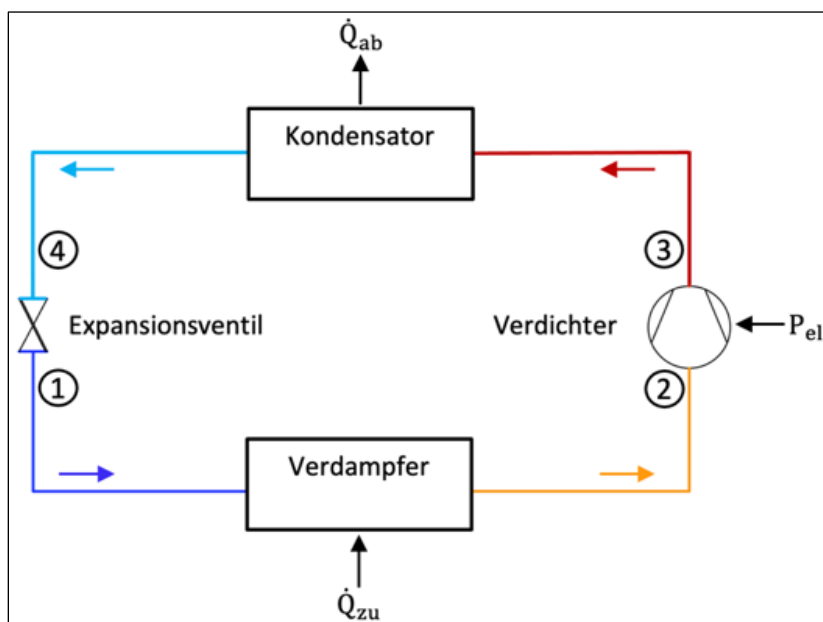 Q̇ab
Kondensator
④
③
Expansionsventil
Verdichter
Pel
①
②
Verdampfer
Q̇zu